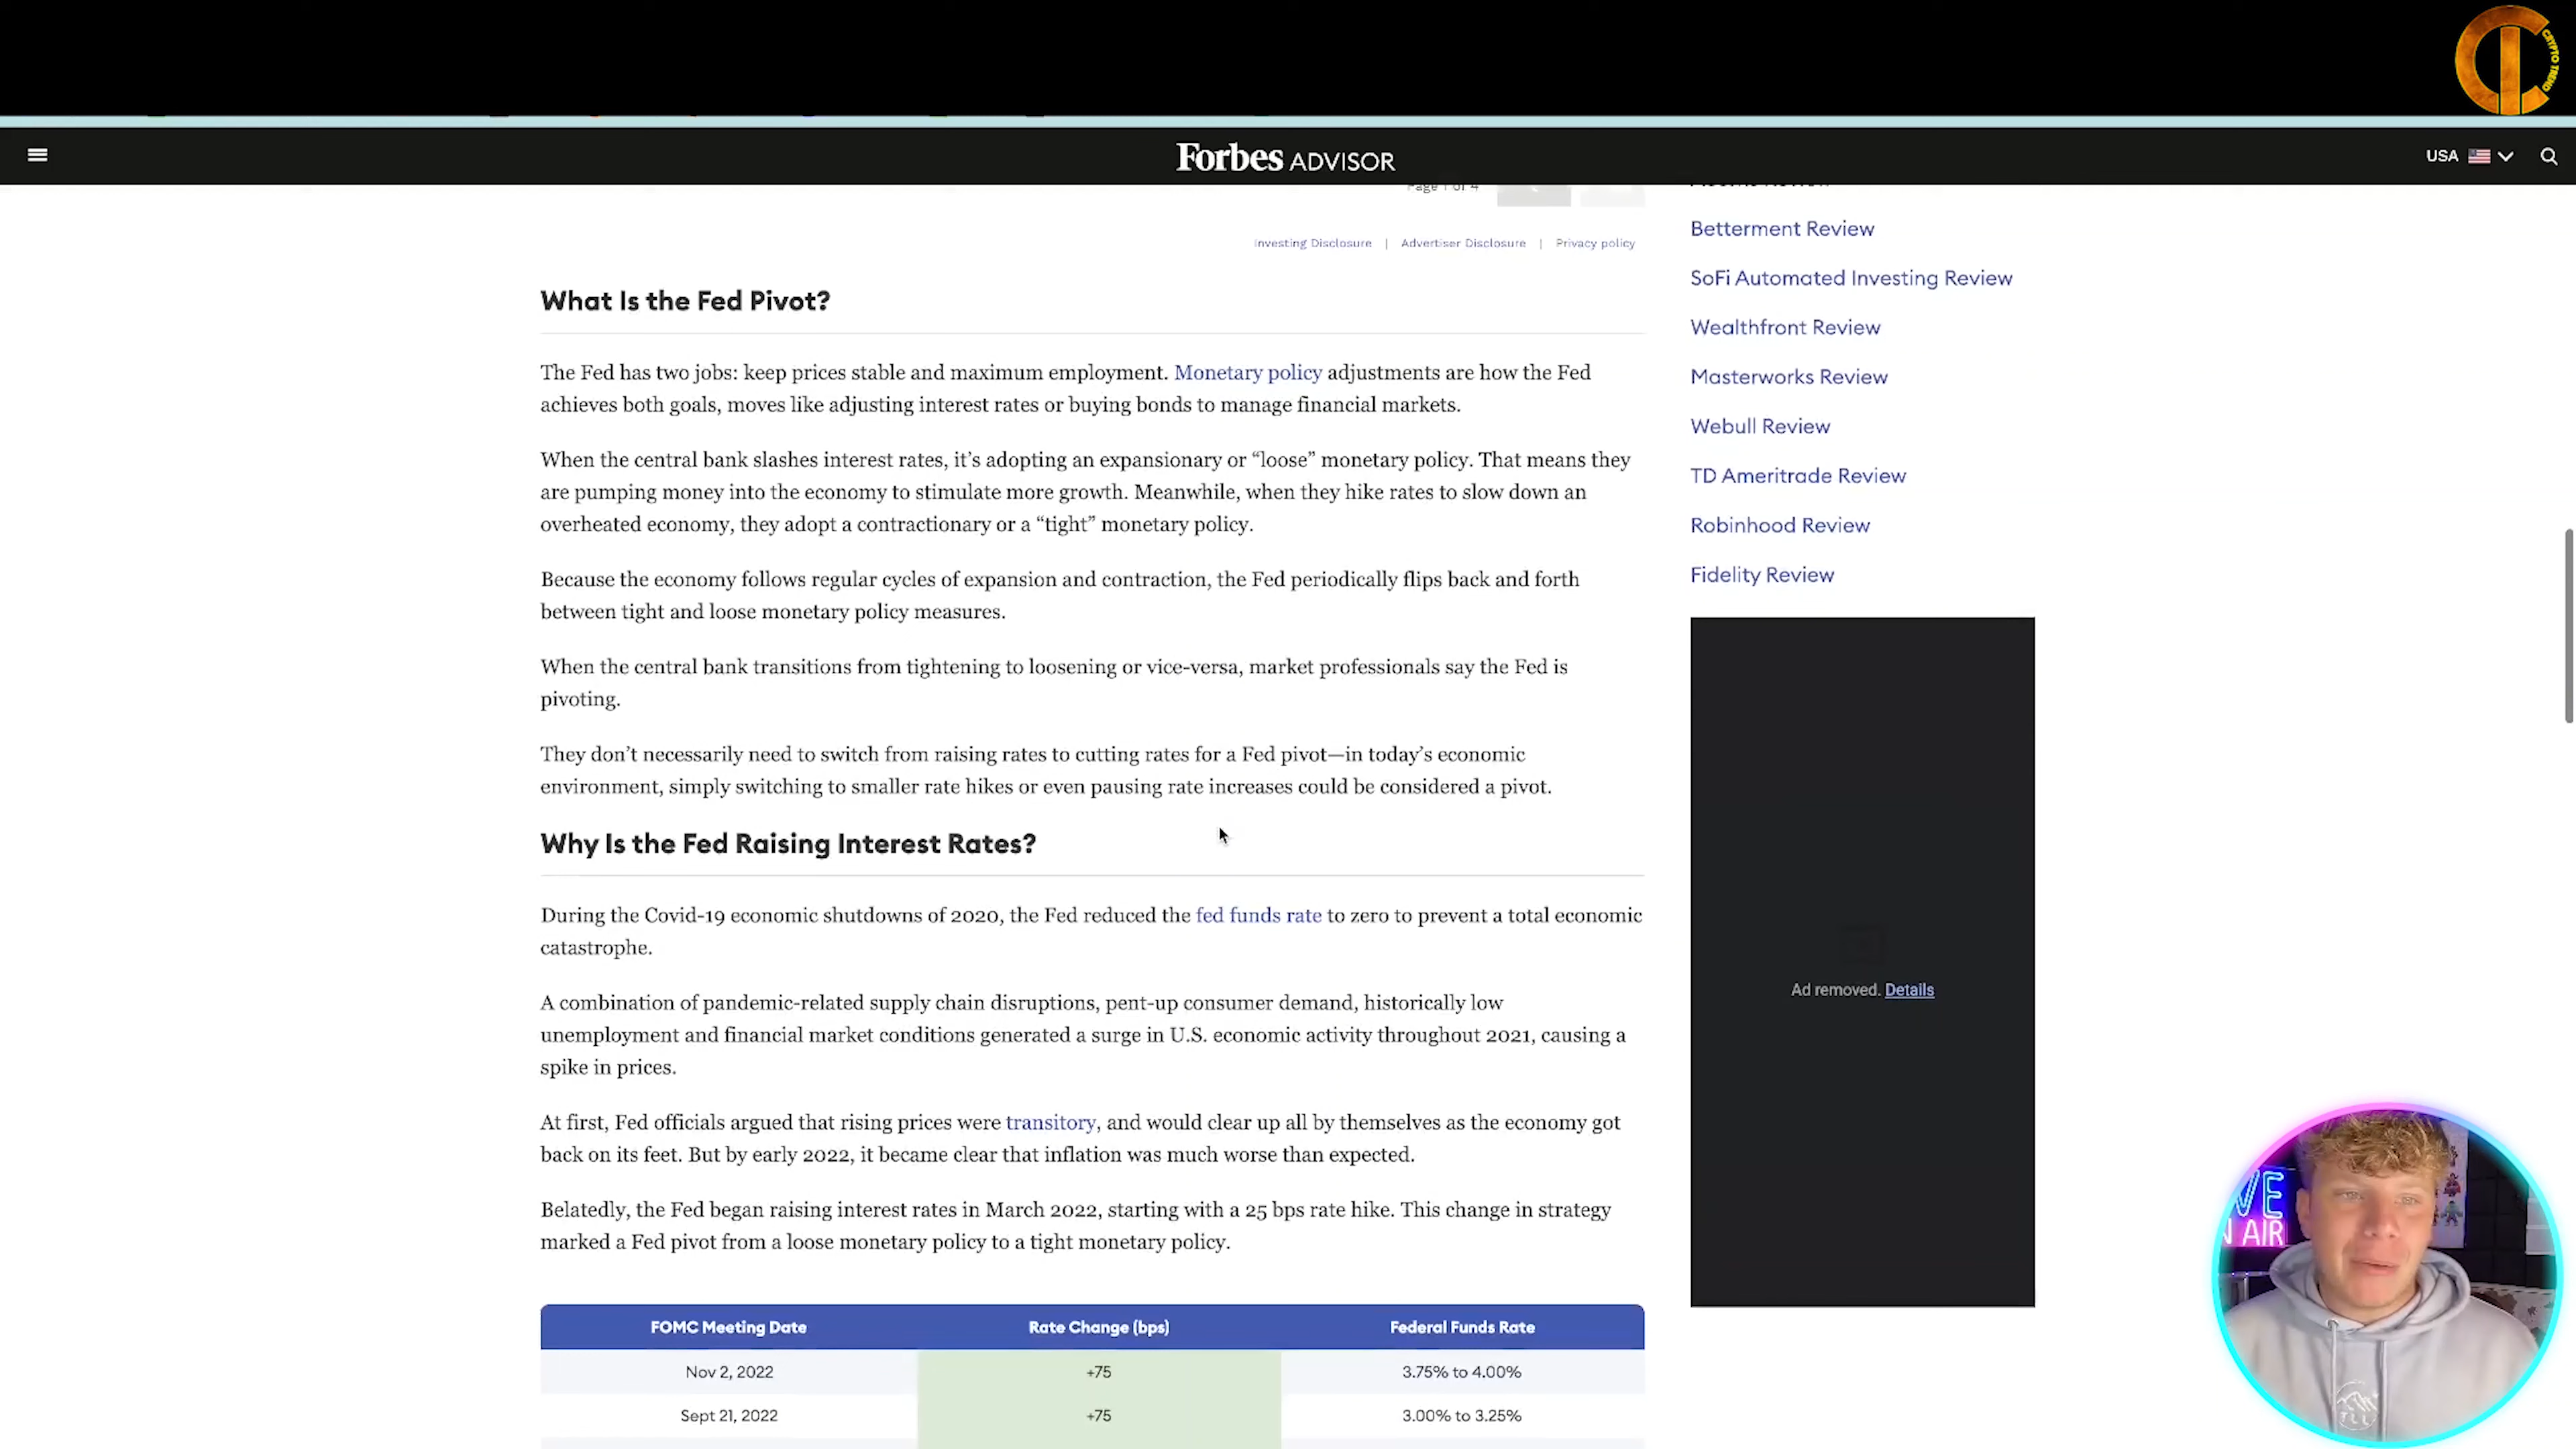 CRYPTO TREND
Forbes ADVISOR
USA
Page 1 of 4
Investing Disclosure | Advertiser Disclosure | Privacy policy
Betterment Review
SoFi Automated Investing Review
Wealthfront Review
Masterworks Review
Webull Review
TD Ameritrade Review
Robinhood Review
Fidelity Review
What Is the Fed Pivot?
The Fed has two jobs: keep prices stable and maximum employment. Monetary policy adjustments are how the Fed
achieves both goals, moves like adjusting interest rates or buying bonds to manage financial markets.
When the central bank slashes interest rates, it’s adopting an expansionary or “loose” monetary policy. That means they
are pumping money into the economy to stimulate more growth. Meanwhile, when they hike rates to slow down an
overheated economy, they adopt a contractionary or a “tight” monetary policy.
Because the economy follows regular cycles of expansion and contraction, the Fed periodically flips back and forth
between tight and loose monetary policy measures.
When the central bank transitions from tightening to loosening or vice-versa, market professionals say the Fed is
pivoting.
They don’t necessarily need to switch from raising rates to cutting rates for a Fed pivot—in today’s economic
environment, simply switching to smaller rate hikes or even pausing rate increases could be considered a pivot.
Why Is the Fed Raising Interest Rates?
During the Covid-19 economic shutdowns of 2020, the Fed reduced the fed funds rate to zero to prevent a total economic
catastrophe.
A combination of pandemic-related supply chain disruptions, pent-up consumer demand, historically low
unemployment and financial market conditions generated a surge in U.S. economic activity throughout 2021, causing a
spike in prices.
At first, Fed officials argued that rising prices were transitory, and would clear up all by themselves as the economy got
back on its feet. But by early 2022, it became clear that inflation was much worse than expected.
Belatedly, the Fed began raising interest rates in March 2022, starting with a 25 bps rate hike. This change in strategy
marked a Fed pivot from a loose monetary policy to a tight monetary policy.
FOMC Meeting Date Rate Change (bps) Federal Funds Rate
Nov 2, 2022 +75 3.75% to 4.00%
Sept 21, 2022 +75 3.00% to 3.25%
Ad removed. Details
VE
N AIR
TLL